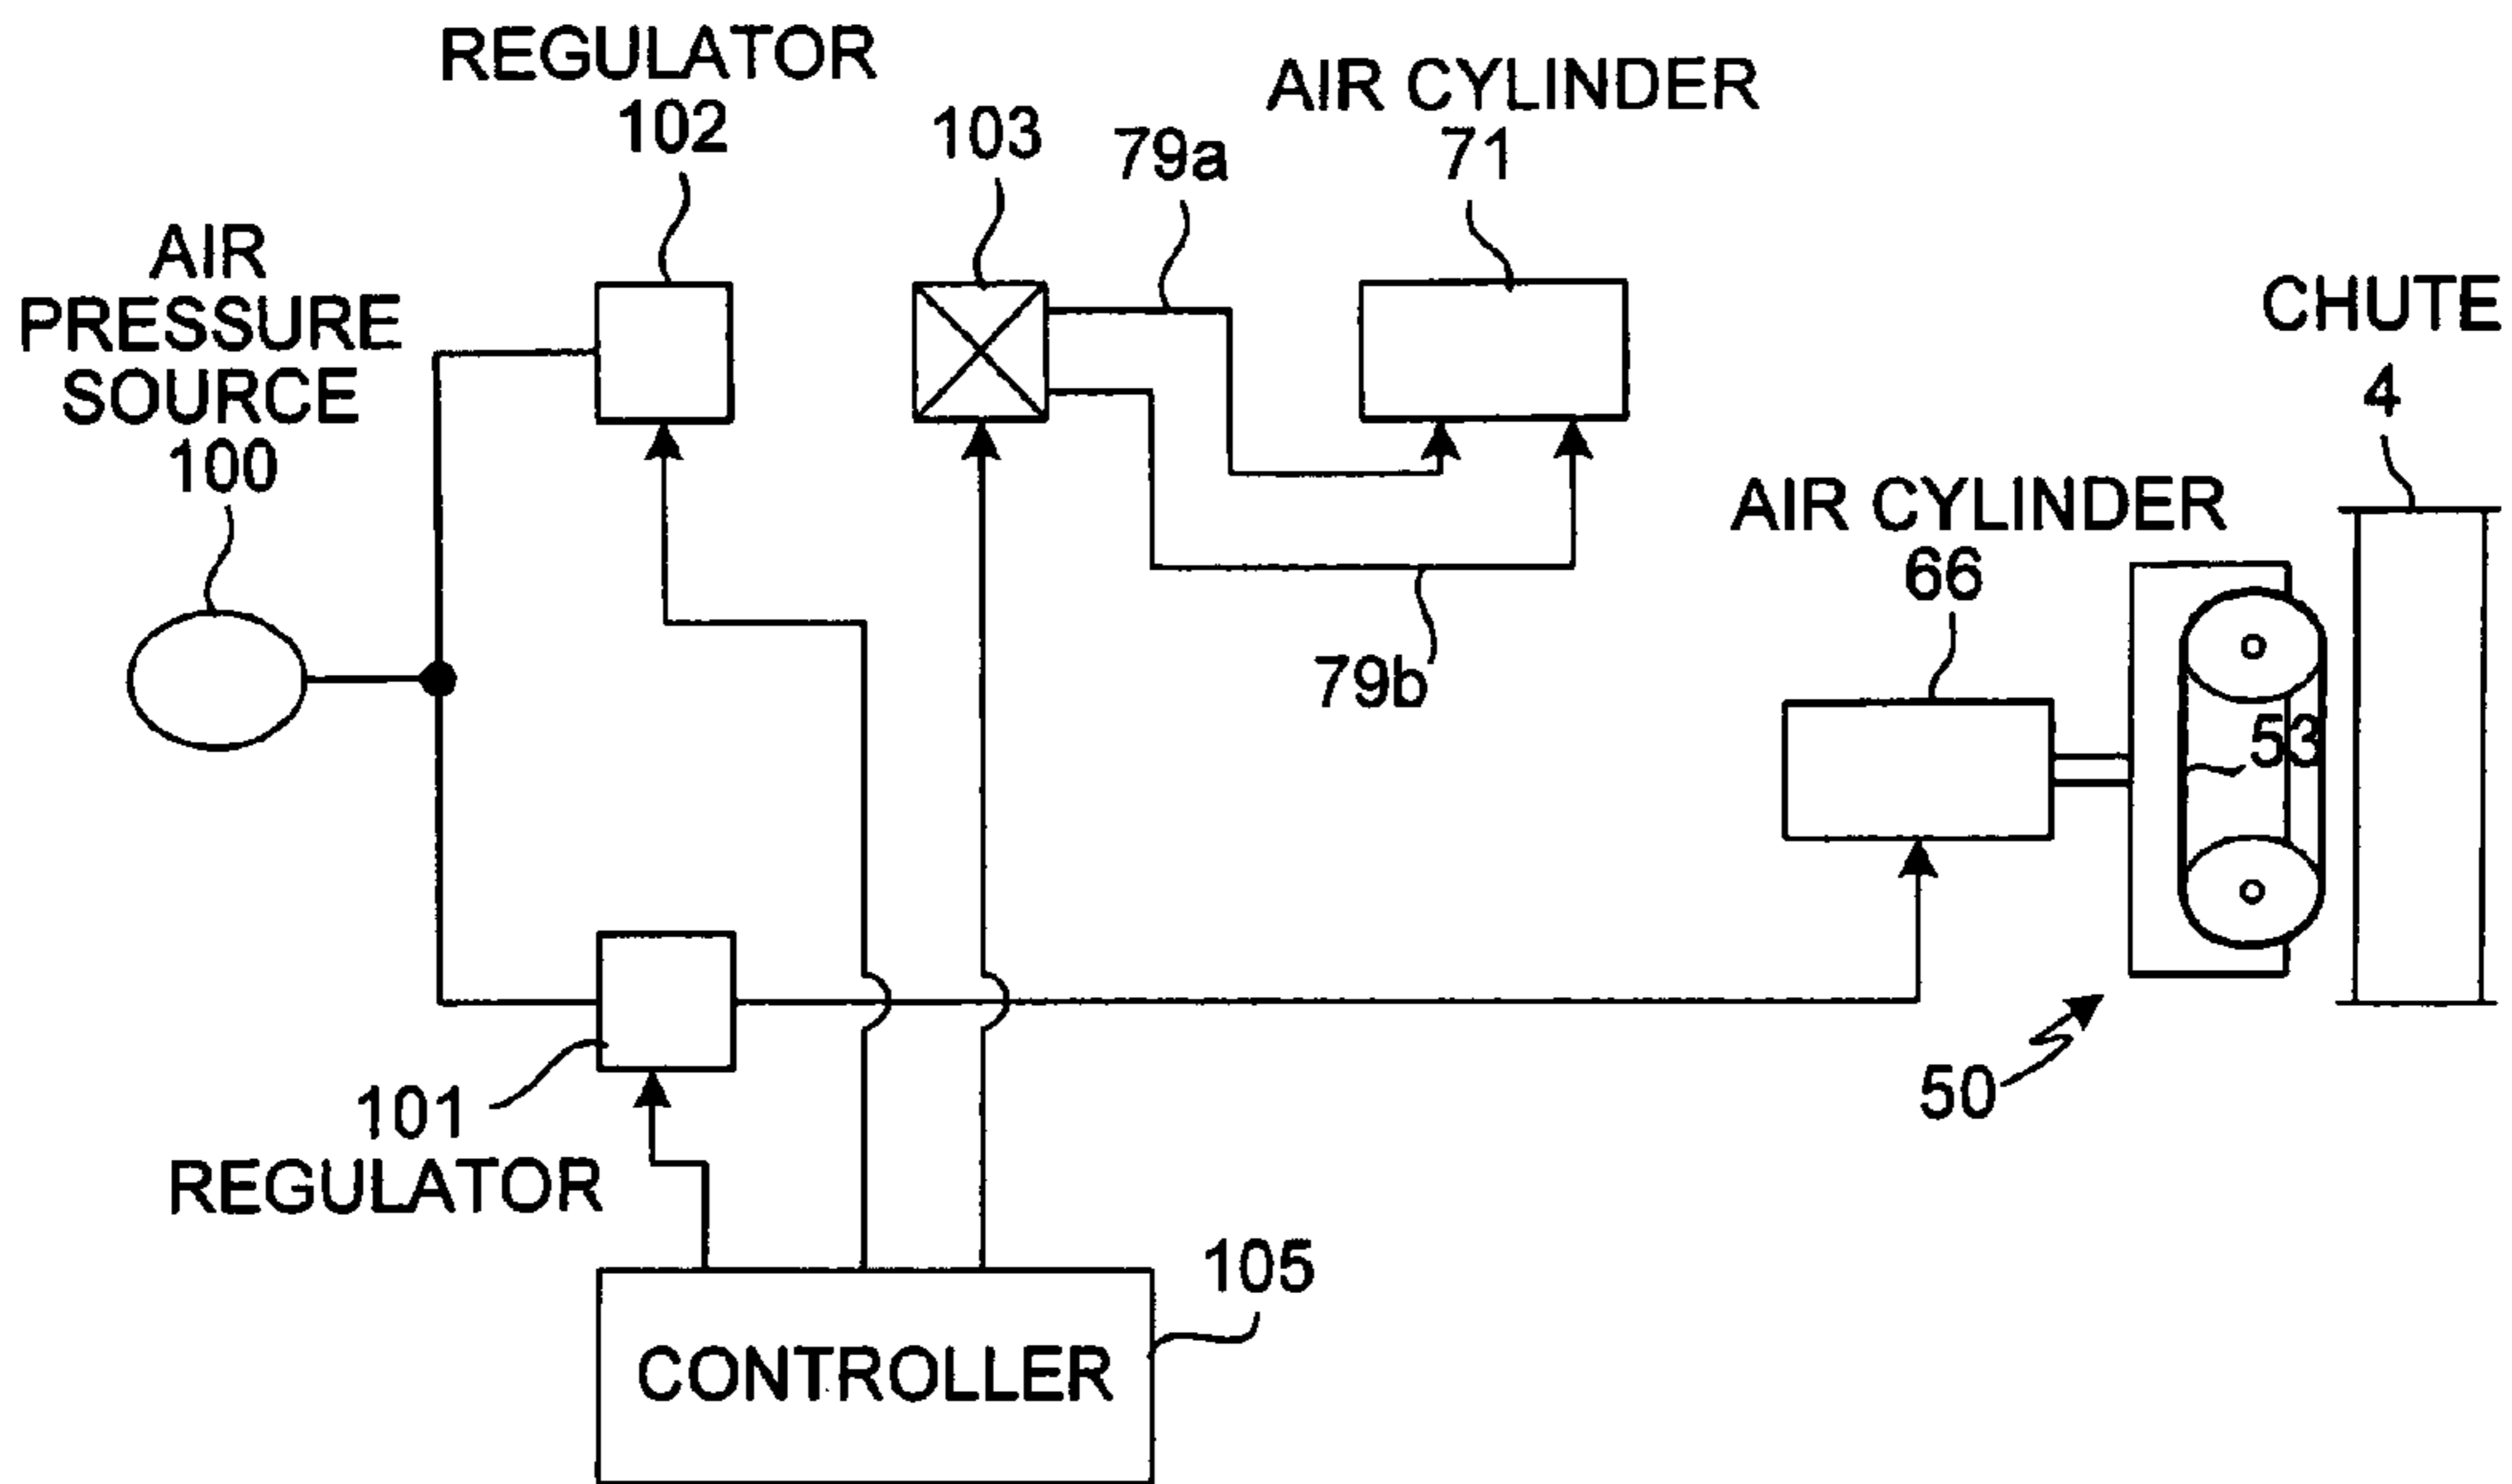 REGULATOR
102
103
79a
AIR CYLINDER
71
AIR
PRESSURE
SOURCE
100
CHUTE
4
AIR CYLINDER
66
79b
53
101
REGULATOR
50
105
CONTROLLER